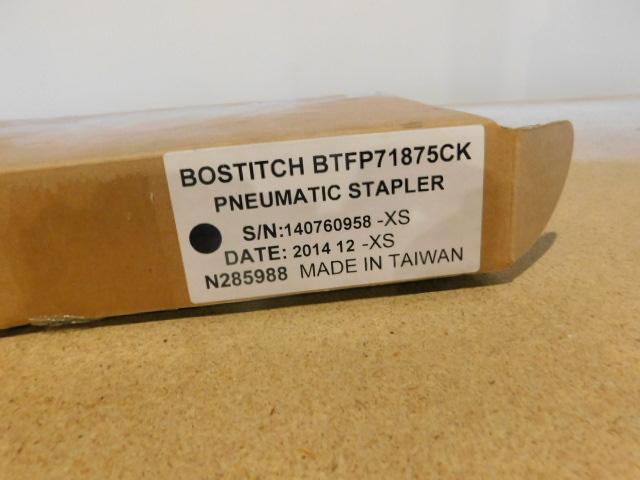 BOSTITCH BTFP71875CK
PNEUMATIC STAPLER
S/N:140760958 -XS
DATE: 2014 12 -XS
N285988 MADE IN TAIWAN